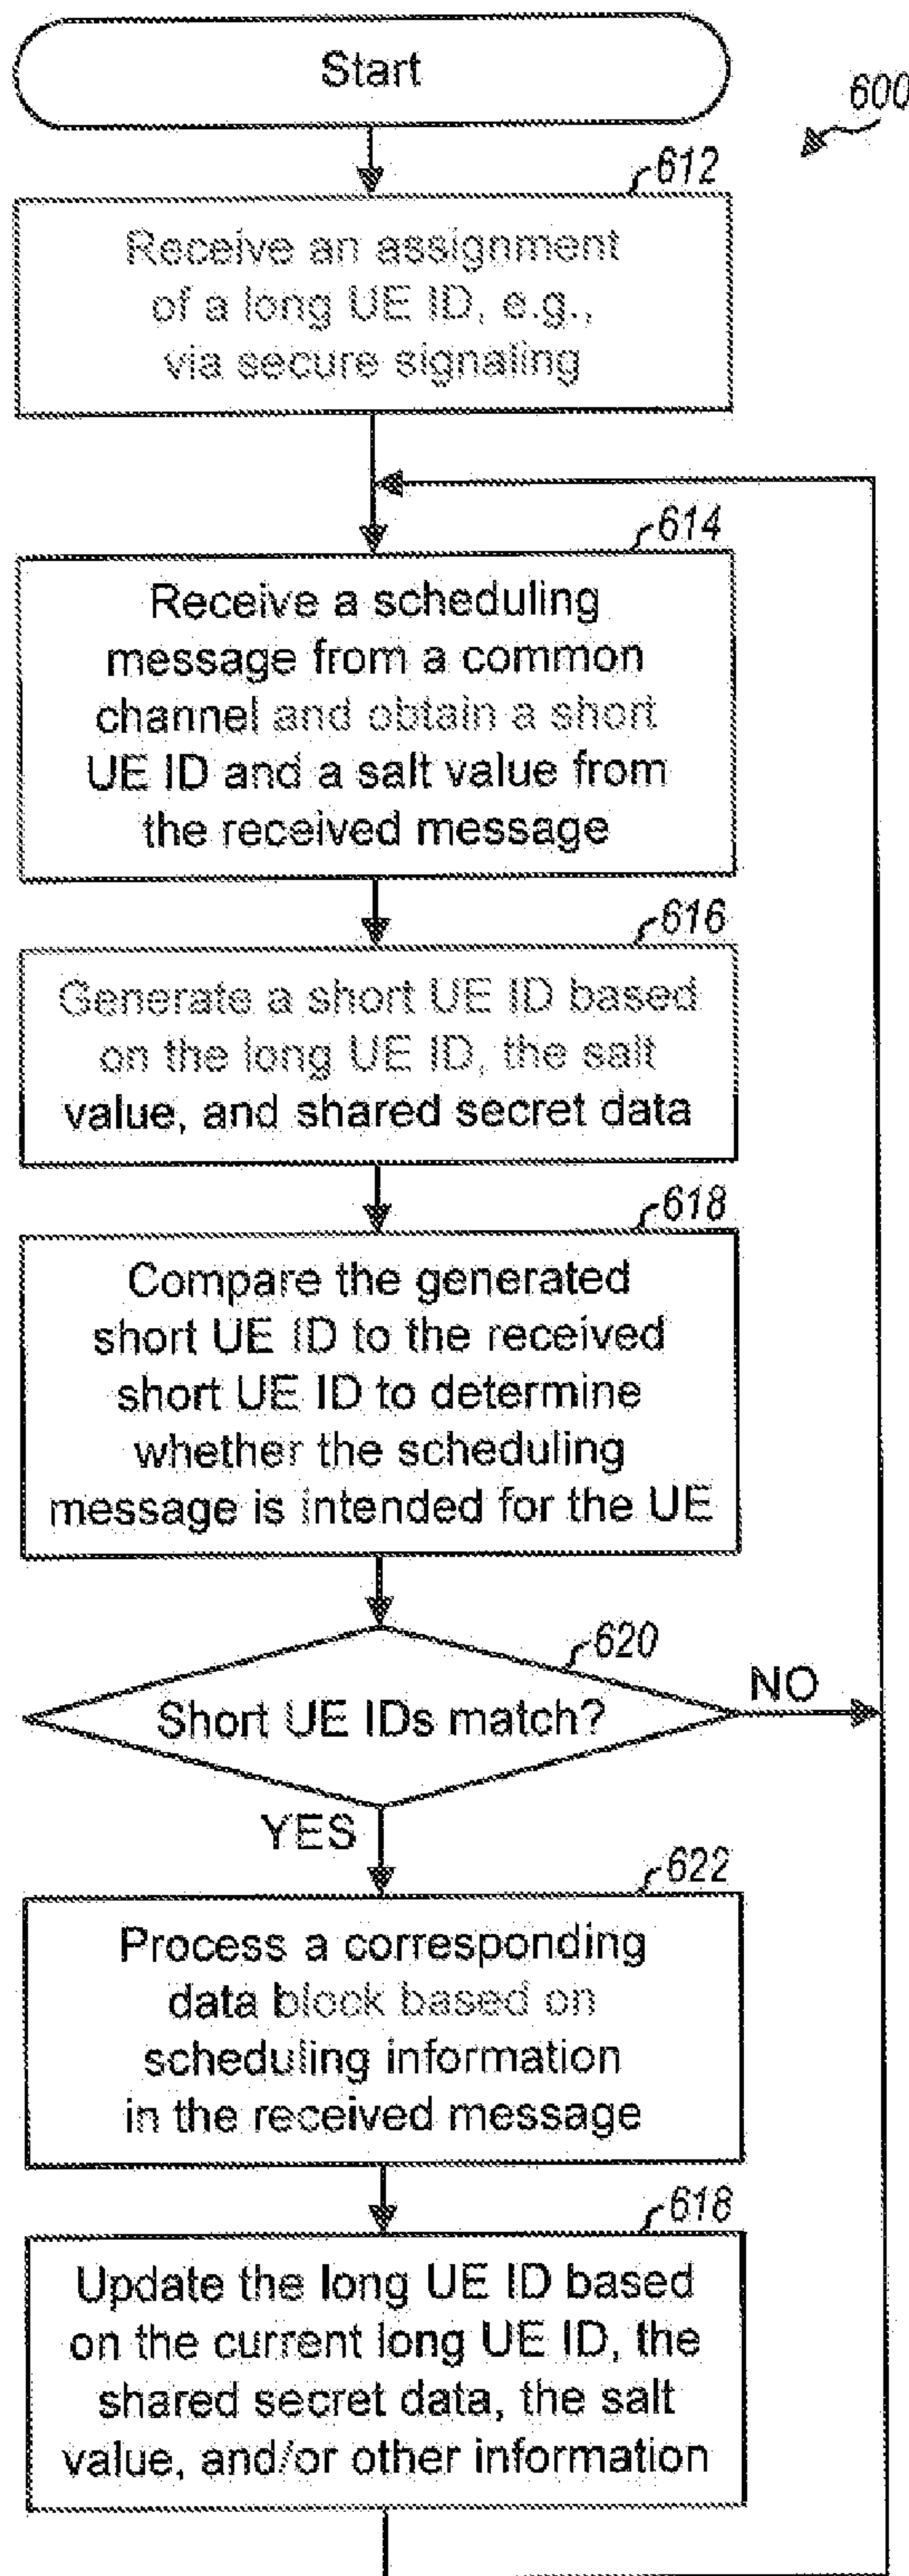 Start
600
612
Receive an assignment
of a long UE ID, e.g.,
via secure signaling
614
Receive a scheduling
message from a common
channel and obtain a short
UE ID and a salt value from
the received message
616
Generate a short UE ID based
on the long UE ID, the salt
value, and shared secret data
618
Compare the generated
short UE ID to the received
short UE ID to determine
whether the scheduling
message is intended for the UE
620
Short UE IDs match?
NO
YES
622
Process a corresponding
data block based on
scheduling information
in the received message
618
Update the long UE ID based
on the current long UE ID, the
shared secret data, the salt
value, and/or other information